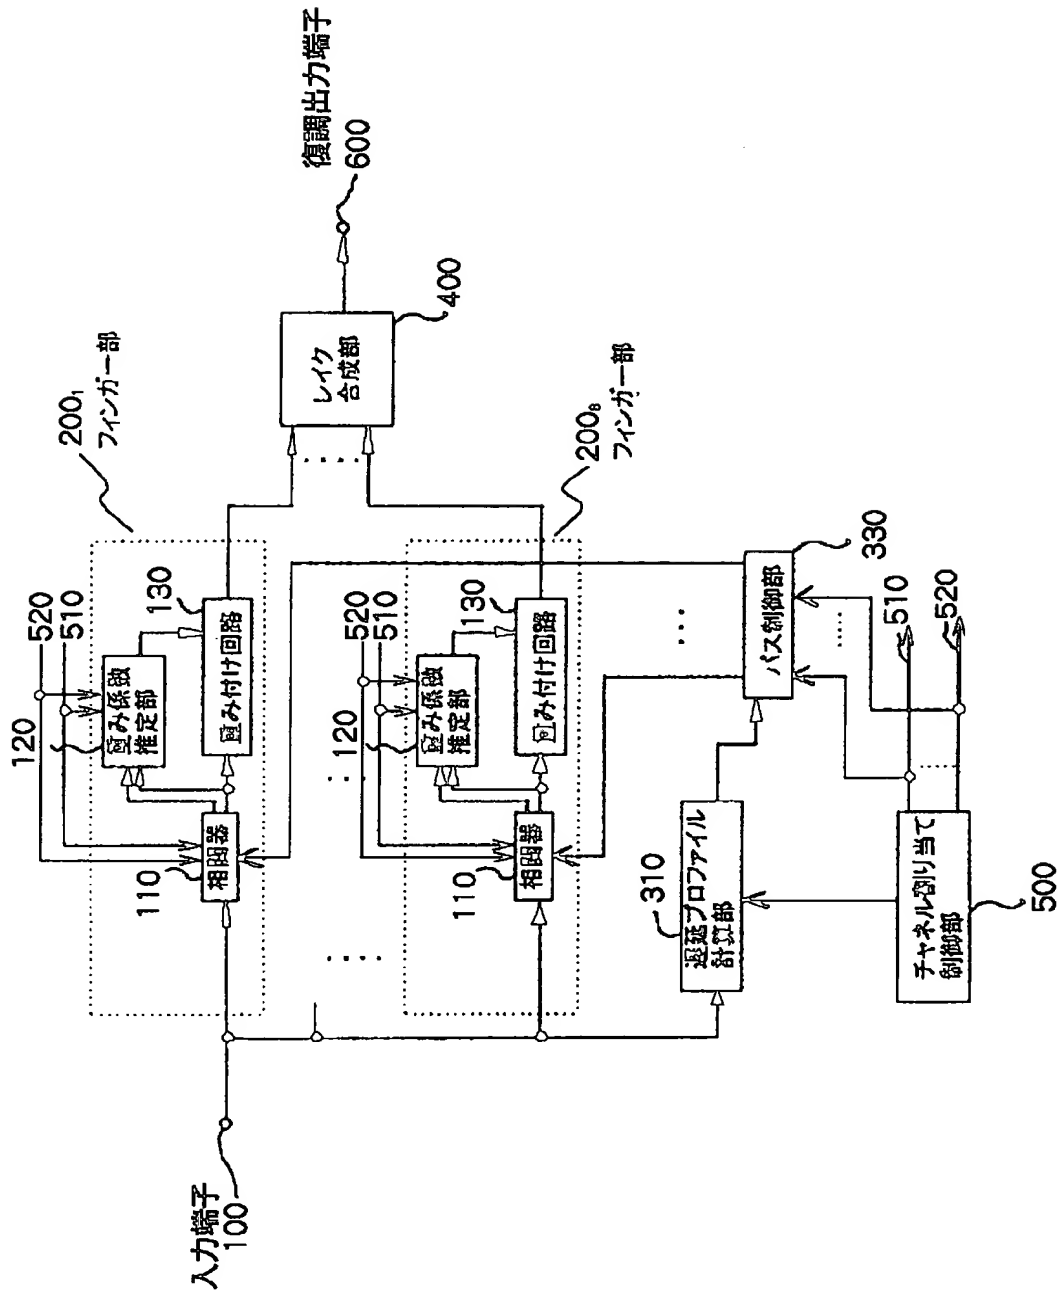 入力端子
100
200₁
フィンガー部
120
520
510
重み係数
推定部
130
重み付け回路
相関器
110
復調出力端子
600
レイク
合成部
400
200₈
フィンガー部
120
520
510
重み係数
推定部
130
重み付け回路
相関器
110
310
遅延プロファイル
計算部
パス制御部
330
510
520
チャネル割り当て
制御部
500